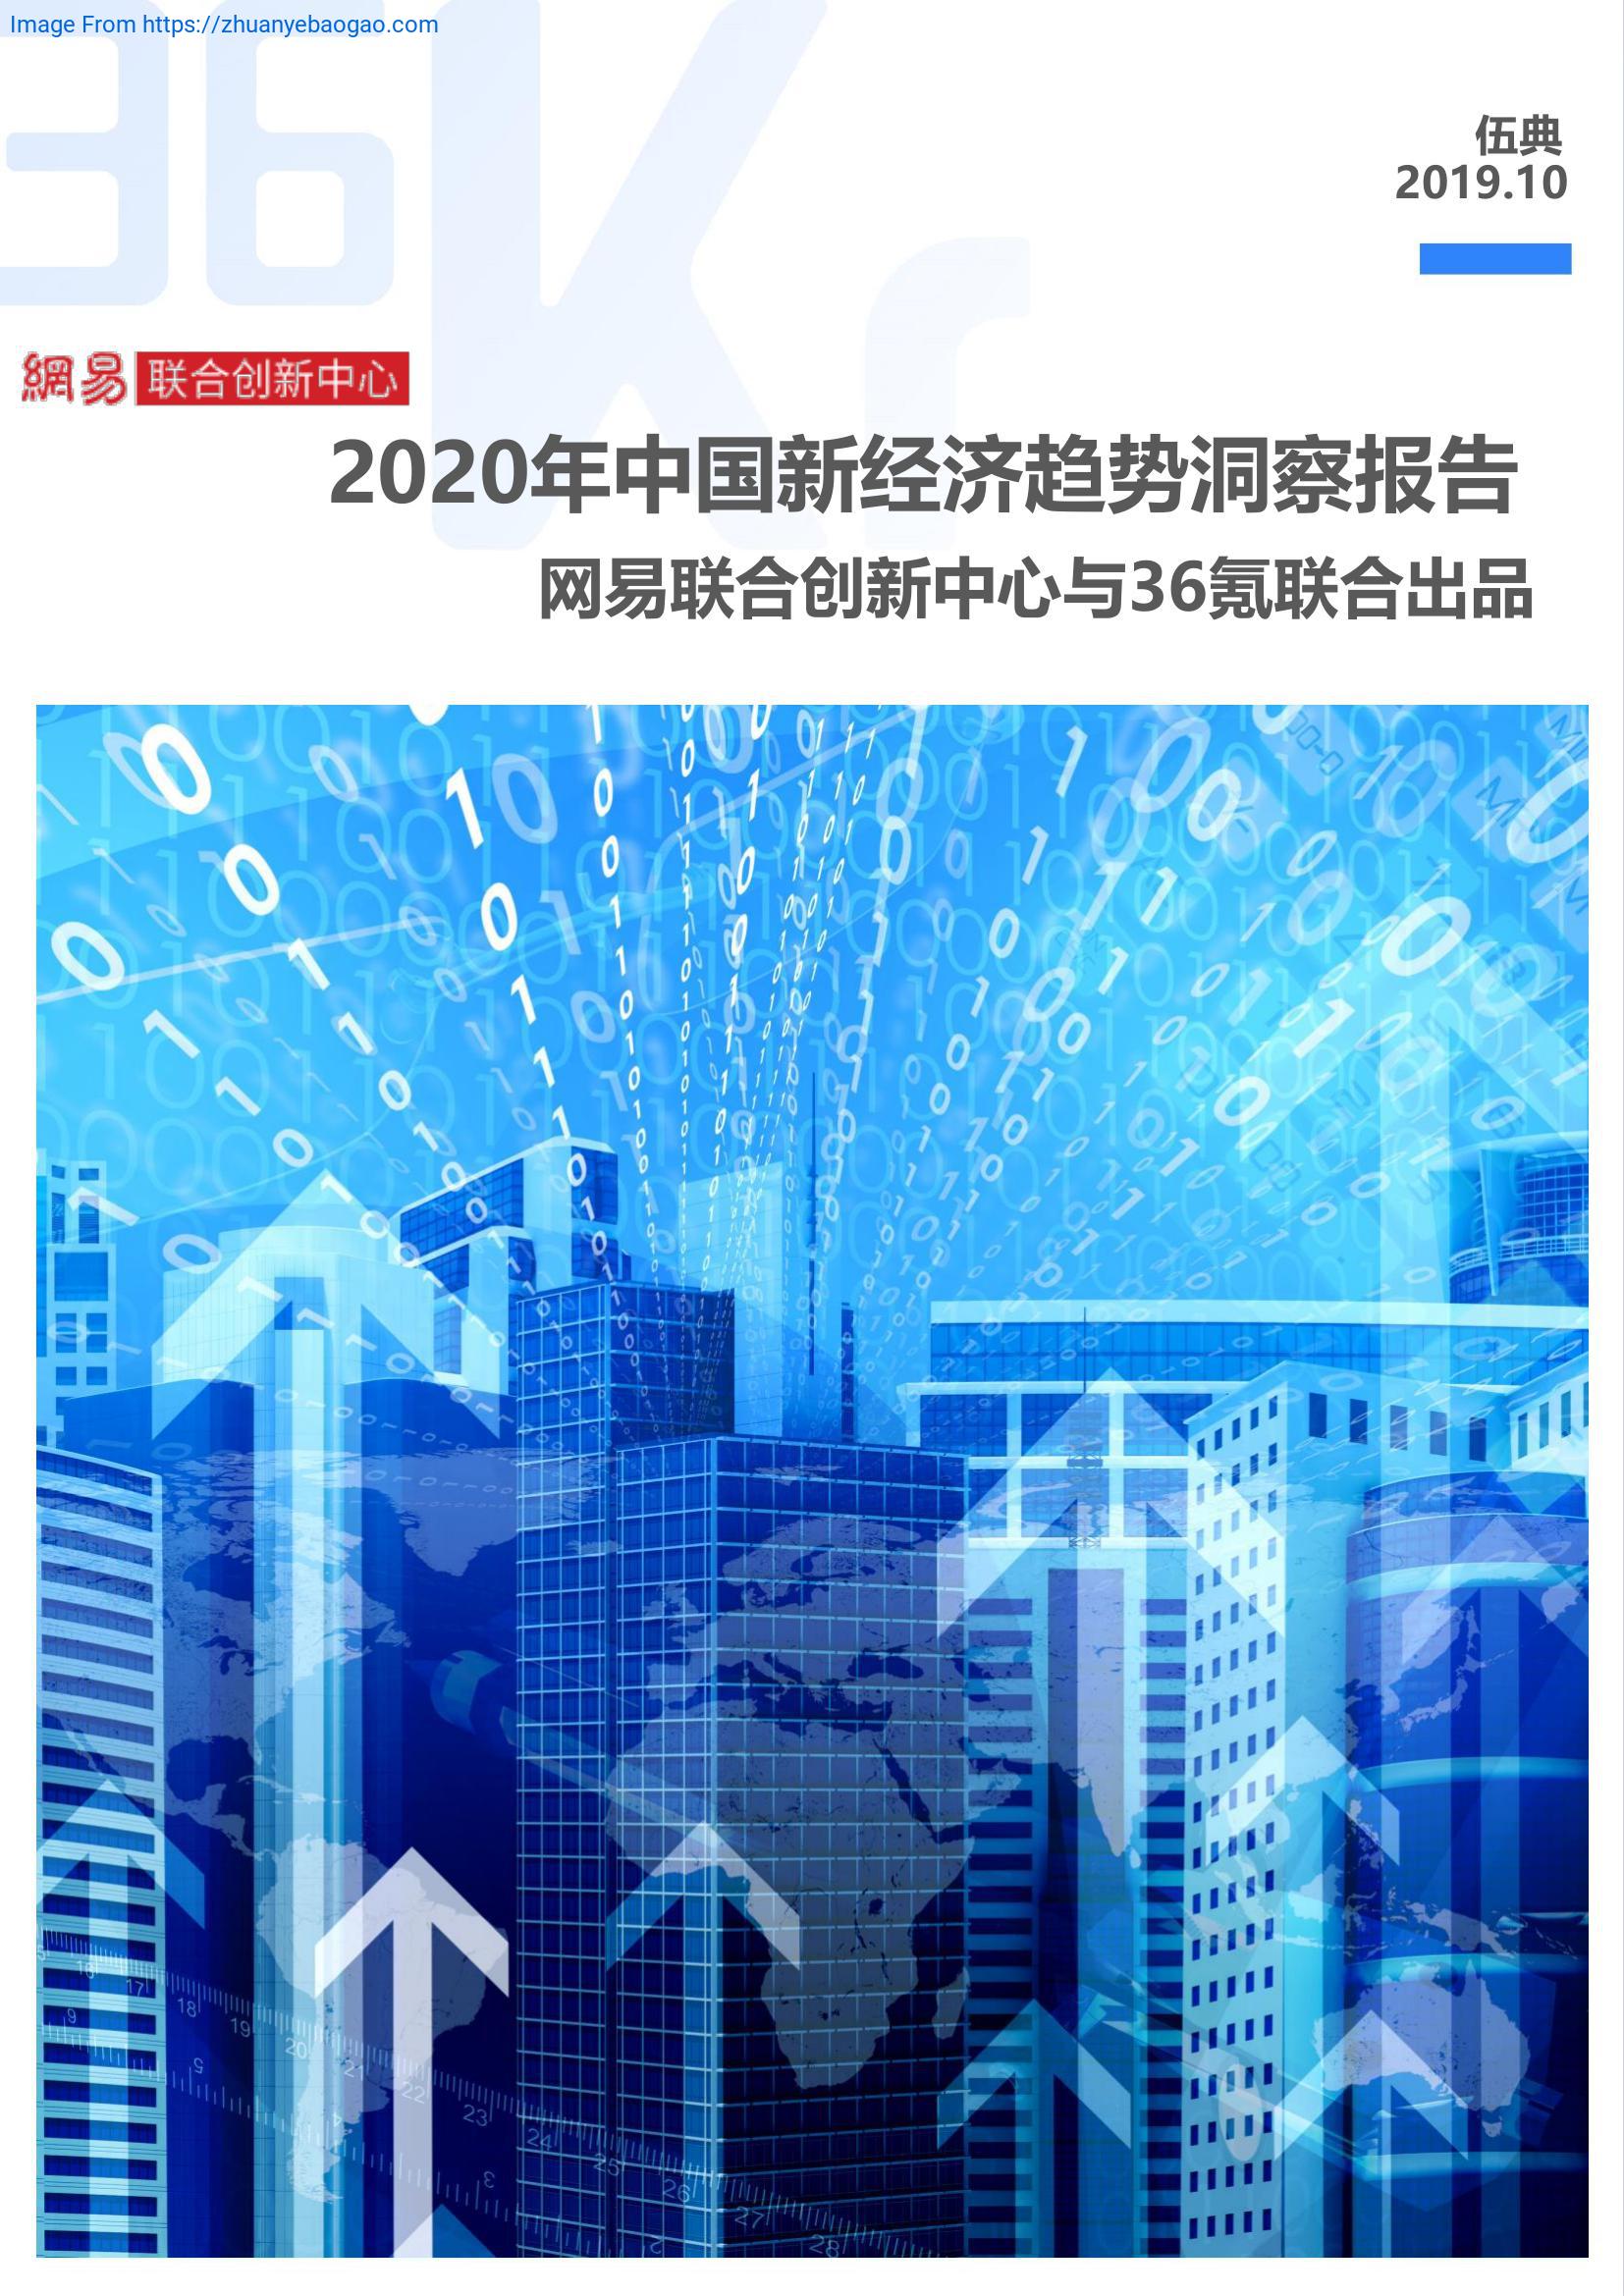 Image From https://zhuanyebaogao.com
36Kr
伍典
2019.10
網易 联合创新中心
2020年中国新经济趋势洞察报告
网易联合创新中心与36氪联合出品